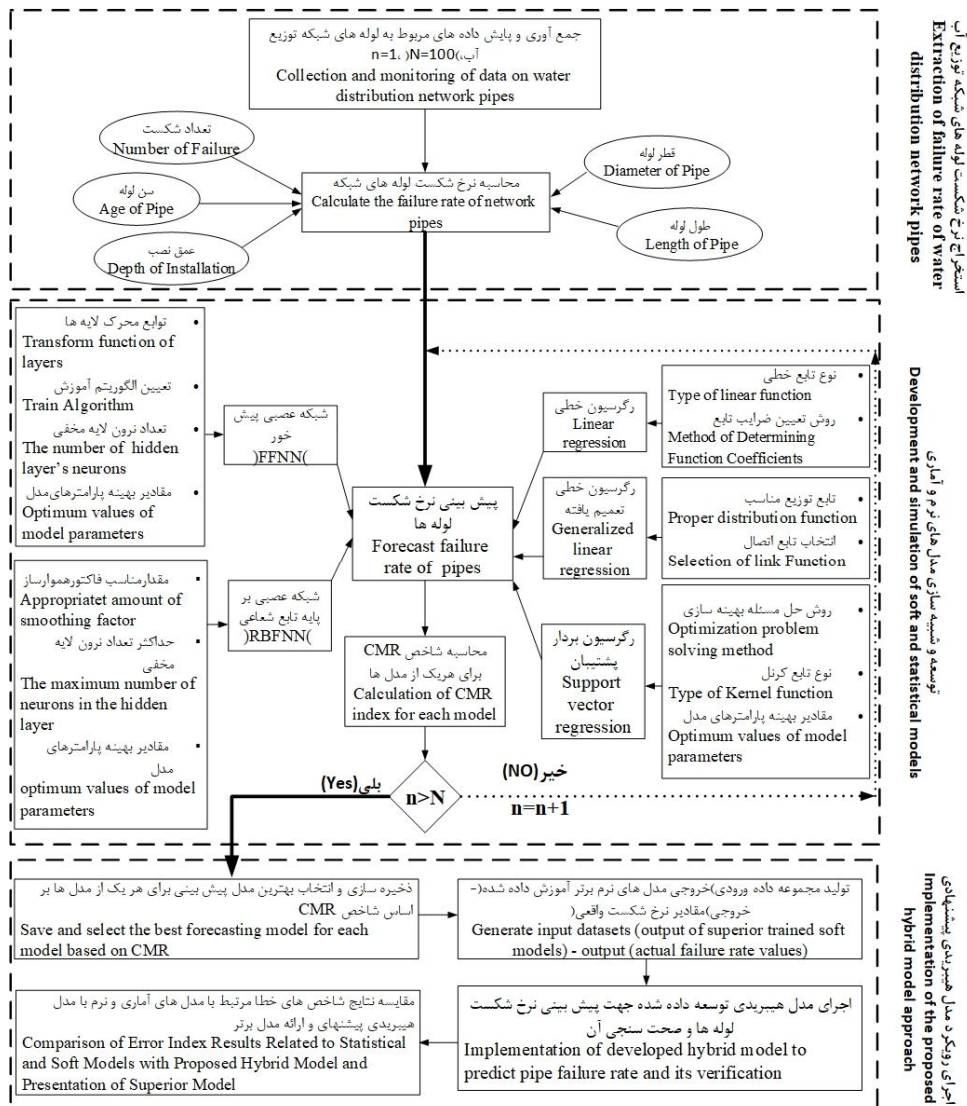 جمع آوری و پایش داده های مربوط به لوله های شبکه توزیع
آب،)N=100( ،n=1
Collection and monitoring of data on water
distribution network pipes
تعداد شکست
Number of Failure
سن لوله
Age of Pipe
عمق نصب
Depth of Installation
محاسبه نرخ شکست لوله های شبکه
Calculate the failure rate of network
pipes
قطر لوله
Diameter of Pipe
طول لوله
Length of Pipe
استخراج نرخ شکست لوله های شبکه توزیع آب
Extraction of failure rate of water
distribution network pipes
• توابع محرک لایه ها
Transform function of
layers
• تعیین الگوریتم آموزش
Train Algorithm
• تعداد نرون لایه مخفی
The number of hidden
layer's neurons
• مقادیر بهینه پارامترهای مدل
Optimum values of
model parameters
شبکه عصبی پیش
خور
)FFNN(
• مقدارمناسب فاکتورهموارساز
Appropriatet amount of
smoothing factor
• حداکثر تعداد نرون لایه
مخفی
The maximum number of
neurons in the hidden
layer
• مقادیر بهینه پارامترهای
مدل
optimum values of model
parameters
شبکه عصبی بر
پایه تابع شعاعی
)RBFNN(
پیش بینی نرخ شکست
لوله ها
Forecast failure
rate of pipes
رگرسیون خطی
Linear
regression
• نوع تابع خطی
Type of linear function
• روش تعیین ضرایب تابع
Method of Determining
Function Coefficients
رگرسیون خطی
تعمیم یافته
Generalized
linear
regression
• تابع توزیع مناسب
Proper distribution function
• انتخاب تابع اتصال
Selection of link Function
رگرسیون بردار
پشتیبان
Support
vector
regression
• روش حل مسئله بهینه سازی
Optimization problem
solving method
• نوع تابع کرنل
Type of Kernel function
• مقادیر بهینه پارامترهای مدل
Optimum values of model
parameters
محاسبه شاخص CMR
برای هریک از مدل ها
Calculation of CMR
index for each model
n>N
بلی(Yes)
خیر(NO)
n=n+1
توسعه و شبیه سازی مدل های نرم و آماری
Development and simulation of soft and statistical models
ذخیره سازی و انتخاب بهترین مدل پیش بینی برای هر یک از مدل ها بر
اساس شاخص CMR
Save and select the best forecasting model for each
model based on CMR
تولید مجموعه داده ورودی)خروجی مدل های نرم برتر آموزش داده شده(-
خروجی)مقادیر نرخ شکست واقعی(
Generate input datasets (output of superior trained soft
models) - output (actual failure rate values)
اجرای مدل هیبریدی توسعه داده شده جهت پیش بینی نرخ شکست
لوله ها و صحت سنجی آن
Implementation of developed hybrid model to
predict pipe failure rate and its verification
مقایسه نتایج شاخص های خطا مرتبط با مدل های آماری و نرم با مدل
هیبریدی پیشنهای و ارائه مدل برتر
Comparison of Error Index Results Related to Statistical
and Soft Models with Proposed Hybrid Model and
Presentation of Superior Model
اجرای رویکرد مدل هیبریدی پیشنهادی
Implementation of the proposed
hybrid model approach